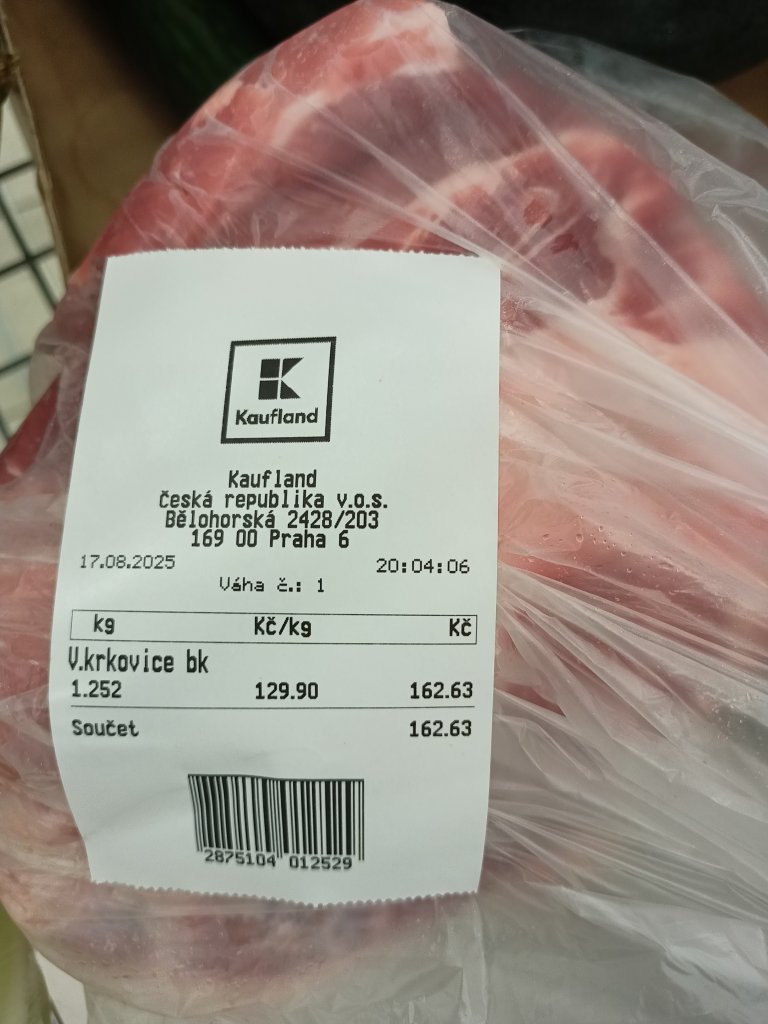 Kaufland
Kaufland
Česká republika v.o.s.
Bělohorská 2428/203
169 00 Praha 6
17.08.2025 20:04:06
Váha č.: 1
kg Kč/kg Kč
V.krkovice bk
1.252 129.90 162.63
Součet 162.63
2875104 012529